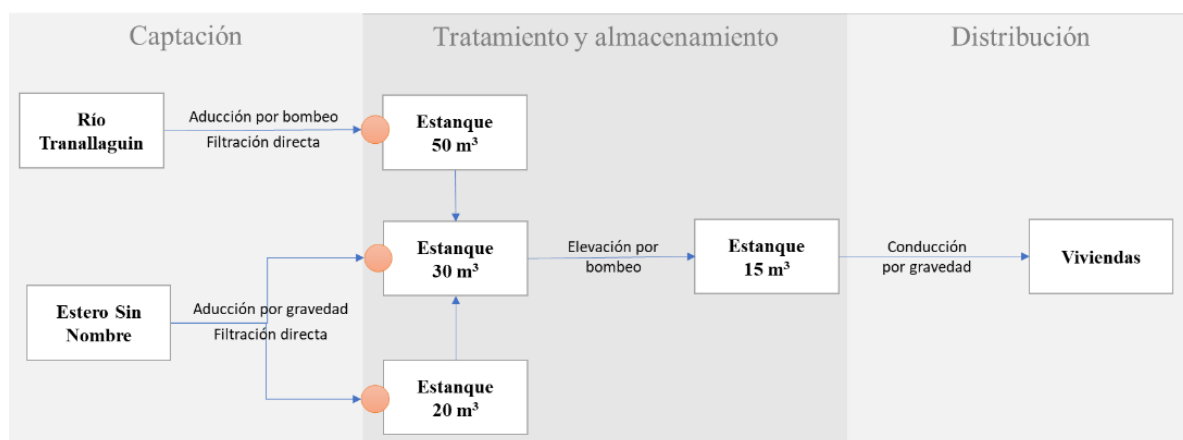 Captación
Tratamiento y almacenamiento
Distribución
Río
Tranallaguin
Aducción por bombeo
Filtración directa
Estanque
50 m³
Estanque
30 m³
Elevación por
bombeo
Estanque
15 m³
Conducción
por gravedad
Viviendas
Estero Sin
Nombre
Aducción por gravedad
Filtración directa
Estanque
20 m³